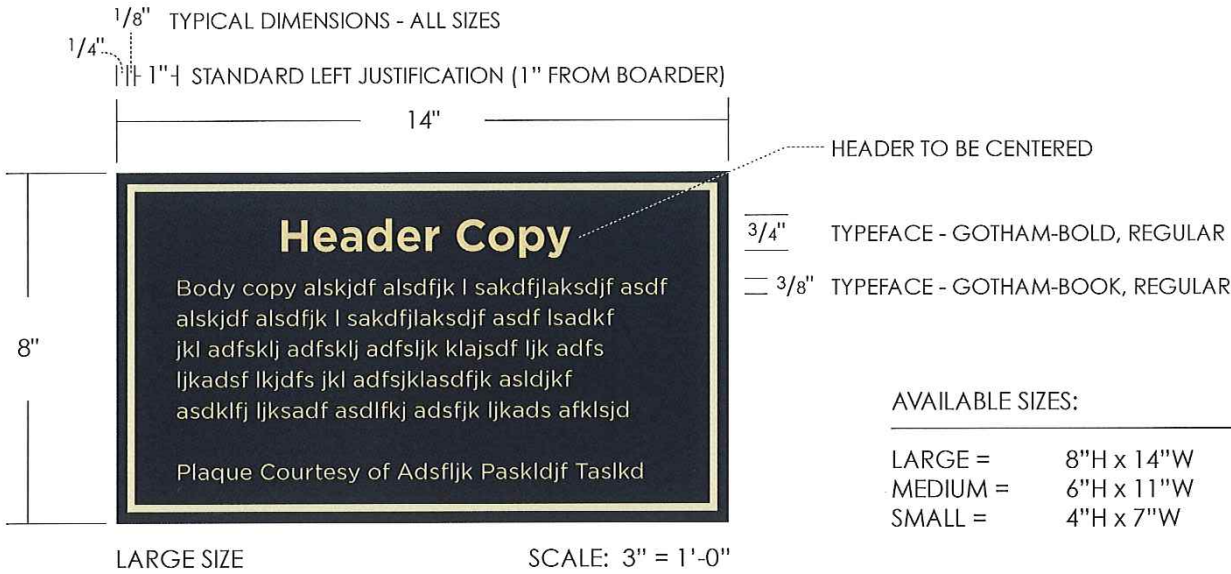 1/8" TYPICAL DIMENSIONS - ALL SIZES
1/4"
1" STANDARD LEFT JUSTIFICATION (1" FROM BOARDER)
14"
HEADER TO BE CENTERED
8"
Header Copy
3/4" TYPEFACE - GOTHAM-BOLD, REGULAR
3/8" TYPEFACE - GOTHAM-BOOK, REGULAR
Body copy alskjdf alsdfjk l sakdfjlaksdjf asdf
alskjdf alsdfjk l sakdfjlaksdjf asdf lsadkf
jkl adfsklj adfsklj adfsljk klajsdf ljk adfs
ljkadsf lkjdfs jkl adfsjklasdfjk asldjkf
asdklfj ljksadf asdlfkj adsfjk ljkads afklsjd
Plaque Courtesy of Adsfljk Paskldjf Taslkd
AVAILABLE SIZES:
LARGE = 8"H x 14"W
MEDIUM = 6"H x 11"W
SMALL = 4"H x 7"W
LARGE SIZE SCALE: 3" = 1'-0"